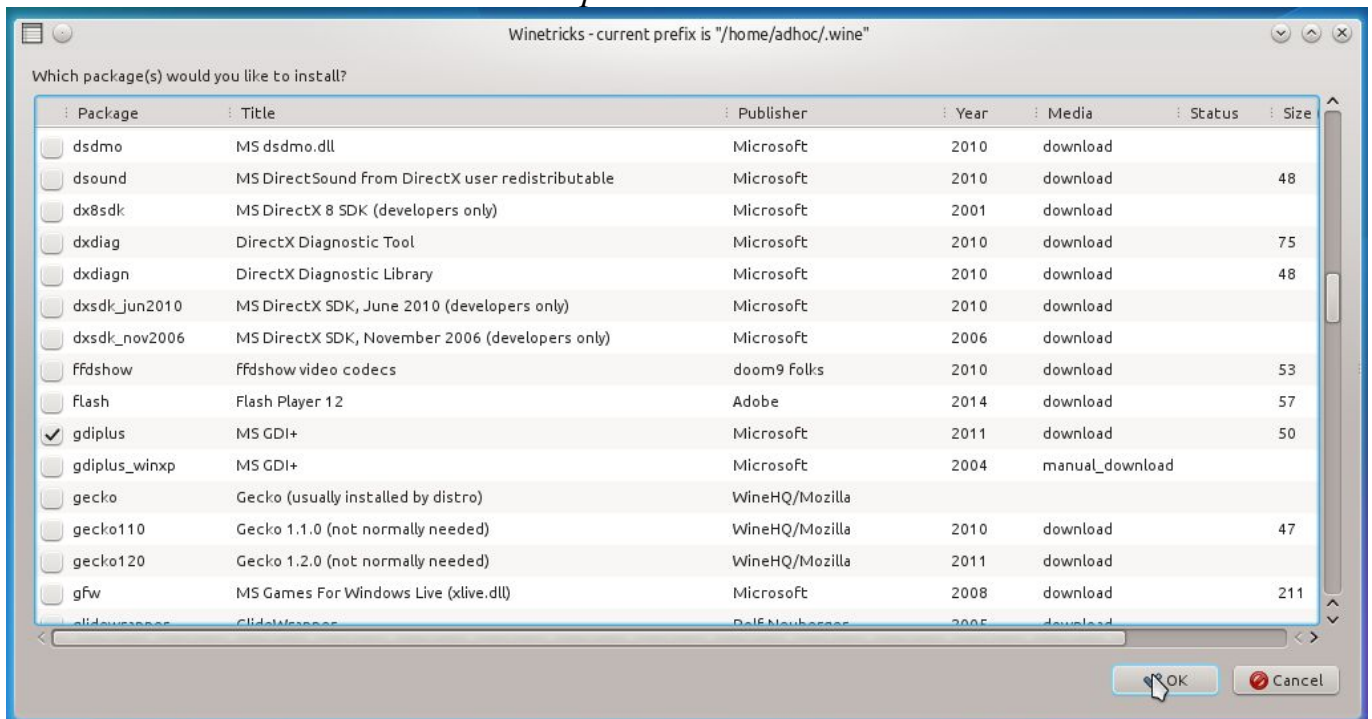 Winetricks - current prefix is "/home/adhoc/.wine"
Which package(s) would you like to install?
Package Title Publisher Year Media Status Size
dsdmo MS dsdmo.dll Microsoft 2010 download
dsound MS DirectSound from DirectX user redistributable Microsoft 2010 download 48
dx8sdk MS DirectX 8 SDK (developers only) Microsoft 2001 download
dxdiag DirectX Diagnostic Tool Microsoft 2010 download 75
dxdiagn DirectX Diagnostic Library Microsoft 2010 download 48
dxsdk_jun2010 MS DirectX SDK, June 2010 (developers only) Microsoft 2010 download
dxsdk_nov2006 MS DirectX SDK, November 2006 (developers only) Microsoft 2006 download
ffdshow ffdshow video codecs doom9 folks 2010 download 53
flash Flash Player 12 Adobe 2014 download 57
gdiplus MS GDI+ Microsoft 2011 download 50
gdiplus_winxp MS GDI+ Microsoft 2004 manual_download
gecko Gecko (usually installed by distro) WineHQ/Mozilla
gecko110 Gecko 1.1.0 (not normally needed) WineHQ/Mozilla 2010 download 47
gecko120 Gecko 1.2.0 (not normally needed) WineHQ/Mozilla 2011 download
gfw MS Games For Windows Live (xlive.dll) Microsoft 2008 download 211
glidewrapper GlideWrapper Rolf Neuberger 2005 download
OK Cancel